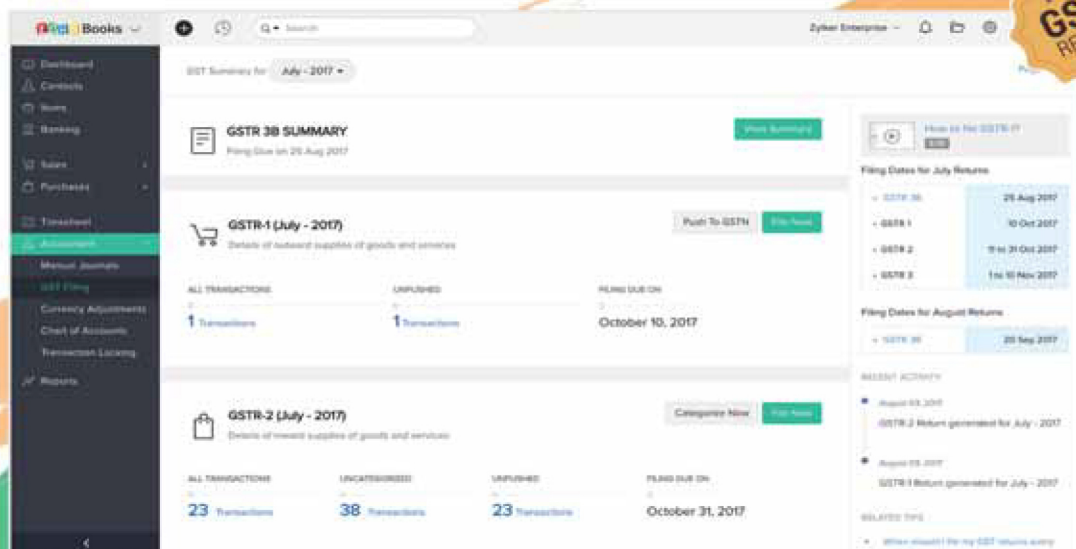 ZOHO Books
Search
Zylker Enterprise
GS
RE
Dashboard
Contacts
Items
Banking
Sales
Purchases
Timesheet
Accountant
Manual Journals
GST Filing
Currency Adjustments
Chart of Accounts
Transaction Locking
Reports
GST Summary for July - 2017
GSTR 3B SUMMARY
Filing Due on 25 Aug 2017
View Summary
GSTR-1 (July - 2017)
Details of outward supplies of goods and services
Push To GSTN
File Now
ALL TRANSACTIONS
UNPUSHED
FILING DUE ON
1 Transactions
1 Transactions
October 10, 2017
GSTR-2 (July - 2017)
Details of inward supplies of goods and services
Categorize Now
File Now
ALL TRANSACTIONS
UNCATEGORIZED
UNPUSHED
FILING DUE ON
23 Transactions
38 Transactions
23 Transactions
October 31, 2017
How to file GSTR-1?
Filing Dates for July Returns
GSTR 3B 25 Aug 2017
GSTR 1 10 Oct 2017
GSTR 2 11 to 31 Oct 2017
GSTR 3 1 to 10 Nov 2017
Filing Dates for August Returns
GSTR 3B 20 Sep 2017
RECENT ACTIVITY
GSTR-2 Return generated for July - 2017
GSTR-1 Return generated for July - 2017
RELATED TIPS